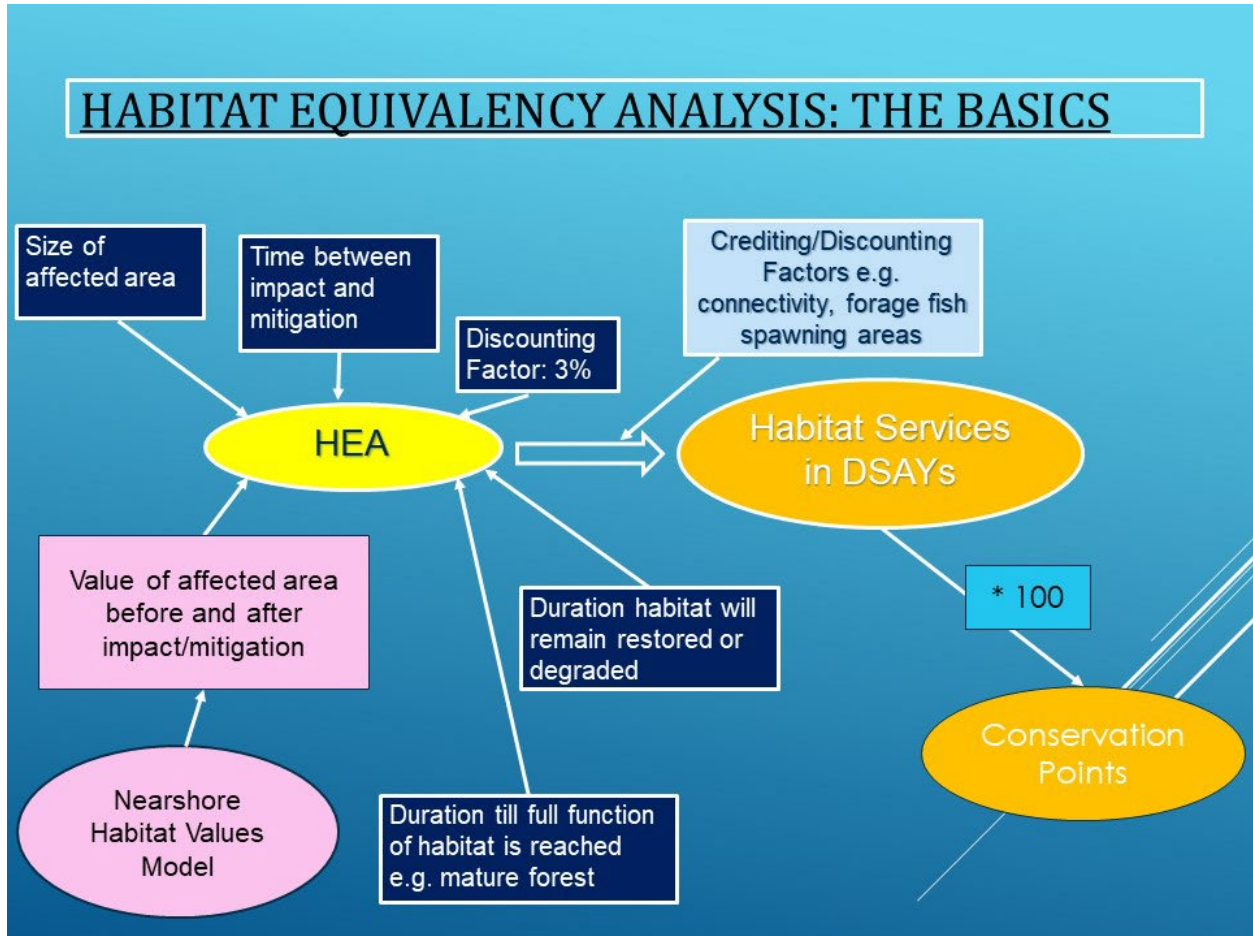 HABITAT EQUIVALENCY ANALYSIS: THE BASICS
Size of
affected area
Time between
impact and
mitigation
Discounting
Factor: 3%
Crediting/Discounting
Factors e.g.
connectivity, forage fish
spawning areas
HEA
Habitat Services
in DSAYs
Value of affected area
before and after
impact/mitigation
Duration habitat will
remain restored or
degraded
* 100
Nearshore
Habitat Values
Model
Duration till full function
of habitat is reached
e.g. mature forest
Conservation
Points